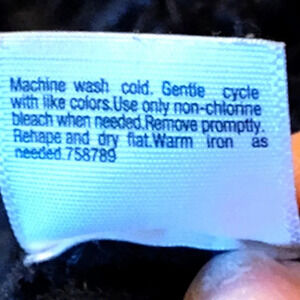 Machine wash cold. Gentle cycle
with like colors.Use only non-chlorine
bleach when needed.Remove promptly.
Rehape and dry flat.Warm iron as
needed.758789